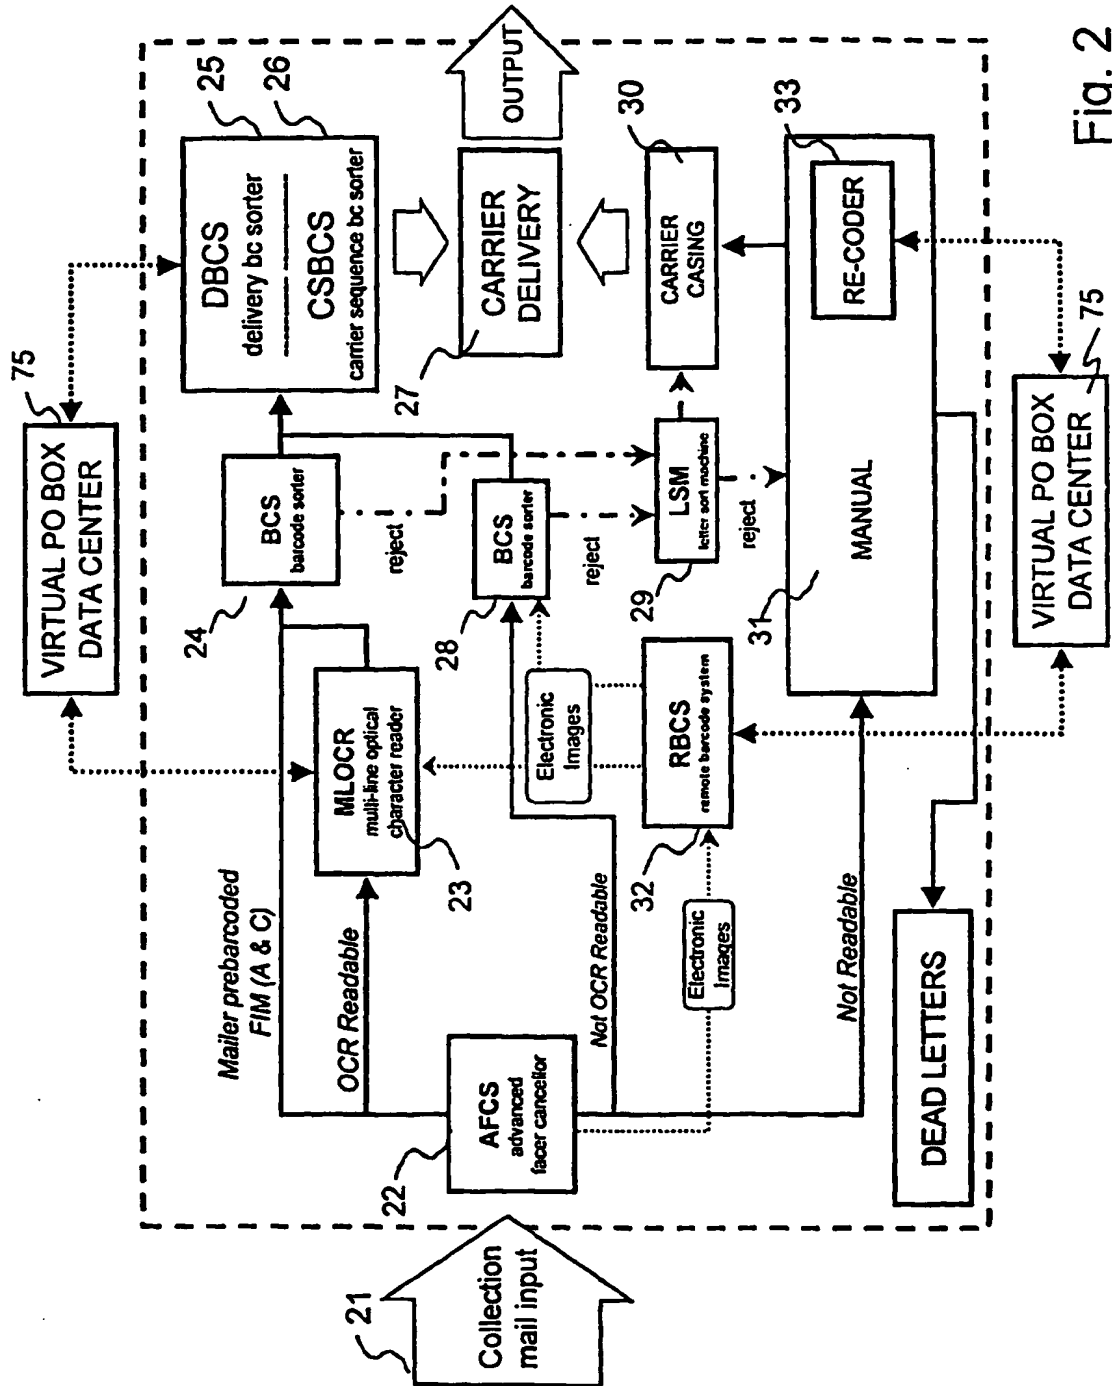 21
Collection
mail input
22
AFCS
advanced
facer cancellor
Mailer prebarcoded
FIM (A & C)
OCR Readable
Not OCR Readable
Electronic
Images
Not Readable
DEAD LETTERS
75
VIRTUAL PO BOX
DATA CENTER
MLOCR
multi-line optical
character reader
23
24
BCS
barcode sorter
reject
Electronic
Images
28
BCS
barcode sorter
reject
RBCS
remote barcode system
32
29
LSM
letter sort machine
reject
31
MANUAL
DBCS
delivery bc sorter
CSBCS
carrier sequence bc sorter
25
26
27
CARRIER
DELIVERY
OUTPUT
CARRIER
CASING
30
RE-CODER
33
VIRTUAL PO BOX
DATA CENTER
75
Fig. 2